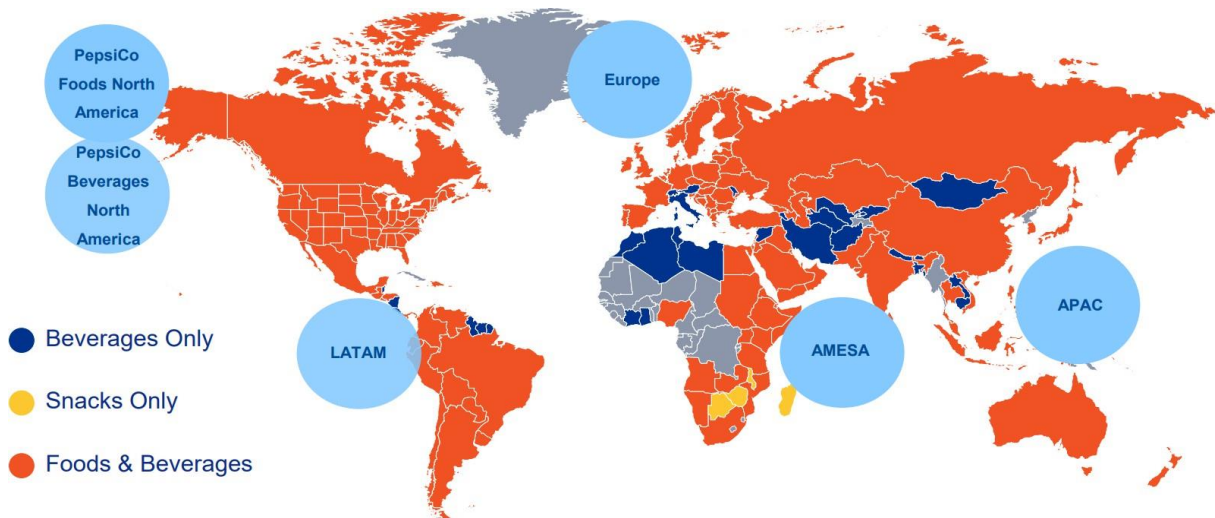 PepsiCo
Foods North
America
PepsiCo
Beverages
North
America
Europe
LATAM
AMESA
APAC
Beverages Only
Snacks Only
Foods & Beverages